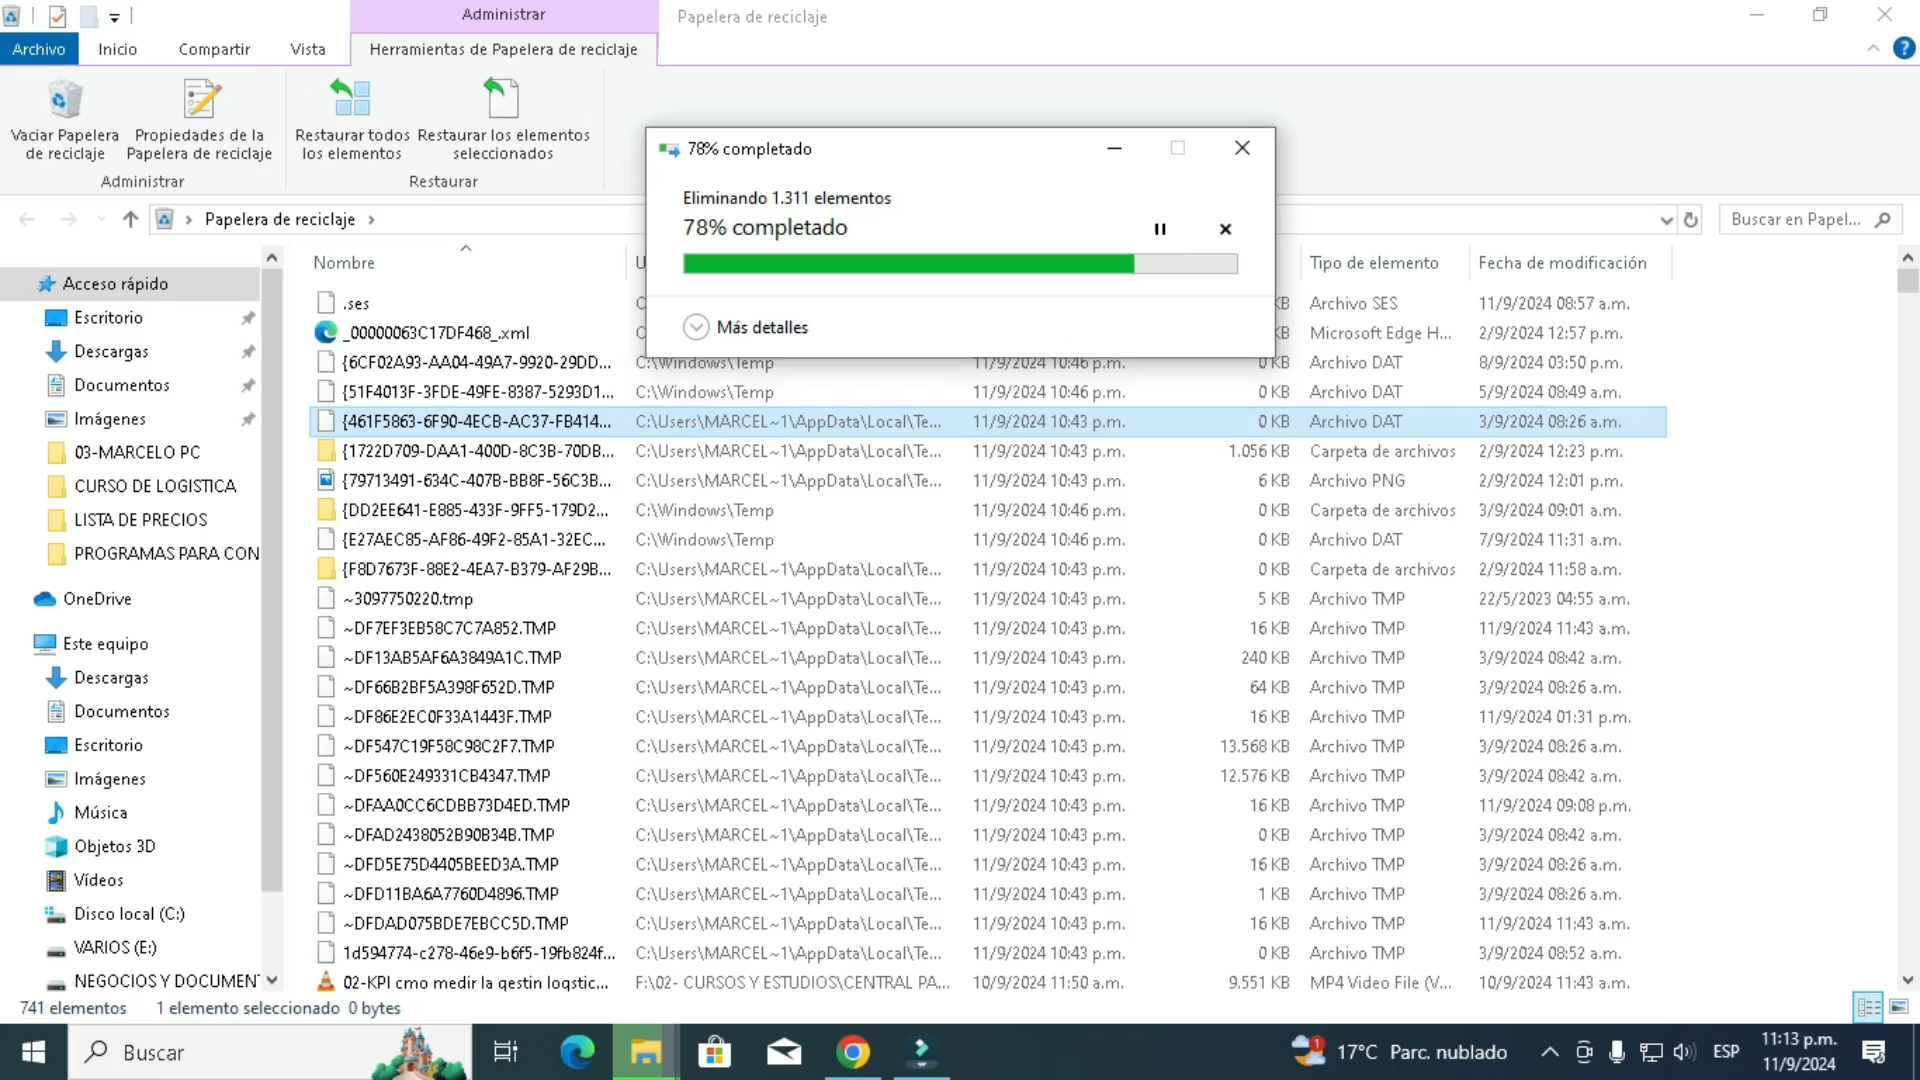 Administrar
Papelera de reciclaje
Archivo
Inicio
Compartir
Vista
Herramientas de Papelera de reciclaje
Vaciar Papelera
de reciclaje
Propiedades de la
Papelera de reciclaje
Restaurar todos
los elementos
Restaurar los elementos
seleccionados
Administrar
Restaurar
78% completado
Eliminando 1.311 elementos
78% completado
Más detalles
Papelera de reciclaje
Buscar en Papel...
Acceso rápido
Escritorio
Descargas
Documentos
Imágenes
03-MARCELO PC
CURSO DE LOGISTICA
LISTA DE PRECIOS
PROGRAMAS PARA CON
OneDrive
Este equipo
Descargas
Documentos
Escritorio
Imágenes
Música
Objetos 3D
Vídeos
Disco local (C:)
VARIOS (E:)
NEGOCIOS Y DOCUMEN
Nombre U Tipo de elemento Fecha de modificación
.ses C KB Archivo SES 11/9/2024 08:57 a.m.
_00000063C17DF468_.xml C KB Microsoft Edge H... 2/9/2024 12:57 p.m.
{6CF02A93-AA04-49A7-9920-29DD... C:\Windows\Temp 11/9/2024 10:46 p.m. 0 KB Archivo DAT 8/9/2024 03:50 p.m.
{51F4013F-3FDE-49FE-8387-5293D1... C:\Windows\Temp 11/9/2024 10:46 p.m. 0 KB Archivo DAT 5/9/2024 08:49 a.m.
{461F5863-6F90-4ECB-AC37-FB414... C:\Users\MARCEL~1\AppData\Local\Te... 11/9/2024 10:43 p.m. 0 KB Archivo DAT 3/9/2024 08:26 a.m.
{1722D709-DAA1-400D-8C3B-70DB... C:\Users\MARCEL~1\AppData\Local\Te... 11/9/2024 10:43 p.m. 1.056 KB Carpeta de archivos 2/9/2024 12:23 p.m.
{79713491-634C-407B-BB8F-56C3B... C:\Users\MARCEL~1\AppData\Local\Te... 11/9/2024 10:43 p.m. 6 KB Archivo PNG 2/9/2024 12:01 p.m.
{DD2EE641-E885-433F-9FF5-179D2... C:\Windows\Temp 11/9/2024 10:46 p.m. 0 KB Carpeta de archivos 3/9/2024 09:01 a.m.
{E27AEC85-AF86-49F2-85A1-32EC... C:\Windows\Temp 11/9/2024 10:46 p.m. 0 KB Archivo DAT 7/9/2024 11:31 a.m.
{F8D7673F-88E2-4EA7-B379-AF29B... C:\Users\MARCEL~1\AppData\Local\Te... 11/9/2024 10:43 p.m. 0 KB Carpeta de archivos 2/9/2024 11:58 a.m.
~3097750220.tmp C:\Users\MARCEL~1\AppData\Local\Te... 11/9/2024 10:43 p.m. 5 KB Archivo TMP 22/5/2023 04:55 a.m.
~DF7EF3EB58C7C7A852.TMP C:\Users\MARCEL~1\AppData\Local\Te... 11/9/2024 10:43 p.m. 16 KB Archivo TMP 11/9/2024 11:43 a.m.
~DF13AB5AF6A3849A1C.TMP C:\Users\MARCEL~1\AppData\Local\Te... 11/9/2024 10:43 p.m. 240 KB Archivo TMP 3/9/2024 08:42 a.m.
~DF66B2BF5A398F652D.TMP C:\Users\MARCEL~1\AppData\Local\Te... 11/9/2024 10:43 p.m. 64 KB Archivo TMP 3/9/2024 08:26 a.m.
~DF86E2EC0F33A1443F.TMP C:\Users\MARCEL~1\AppData\Local\Te... 11/9/2024 10:43 p.m. 16 KB Archivo TMP 11/9/2024 01:31 p.m.
~DF547C19F58C98C2F7.TMP C:\Users\MARCEL~1\AppData\Local\Te... 11/9/2024 10:43 p.m. 13.568 KB Archivo TMP 3/9/2024 08:26 a.m.
~DF560E249331CB4347.TMP C:\Users\MARCEL~1\AppData\Local\Te... 11/9/2024 10:43 p.m. 12.576 KB Archivo TMP 3/9/2024 08:42 a.m.
~DFAA0CC6CDBB73D4ED.TMP C:\Users\MARCEL~1\AppData\Local\Te... 11/9/2024 10:43 p.m. 16 KB Archivo TMP 11/9/2024 09:08 p.m.
~DFAD2438052B90B34B.TMP C:\Users\MARCEL~1\AppData\Local\Te... 11/9/2024 10:43 p.m. 0 KB Archivo TMP 3/9/2024 08:42 a.m.
~DFD5E75D4405BEED3A.TMP C:\Users\MARCEL~1\AppData\Local\Te... 11/9/2024 10:43 p.m. 16 KB Archivo TMP 3/9/2024 08:26 a.m.
~DFD11BA6A7760D4896.TMP C:\Users\MARCEL~1\AppData\Local\Te... 11/9/2024 10:43 p.m. 1 KB Archivo TMP 3/9/2024 08:26 a.m.
~DFDAD075BDE7EBCC5D.TMP C:\Users\MARCEL~1\AppData\Local\Te... 11/9/2024 10:43 p.m. 16 KB Archivo TMP 11/9/2024 11:43 a.m.
1d594774-c278-46e9-b6f5-19fb824f... C:\Users\MARCEL~1\AppData\Local\Te... 11/9/2024 10:43 p.m. 0 KB Archivo TMP 3/9/2024 08:52 a.m.
02-KPI cmo medir la gestin logstic... F:\02- CURSOS Y ESTUDIOS\CENTRAL PA... 10/9/2024 11:50 a.m. 9.551 KB MP4 Video File (V... 10/9/2024 11:43 a.m.
741 elementos 1 elemento seleccionado 0 bytes
Buscar
1
17°C Parc. nublado
ESP
11:13 p.m.
11/9/2024